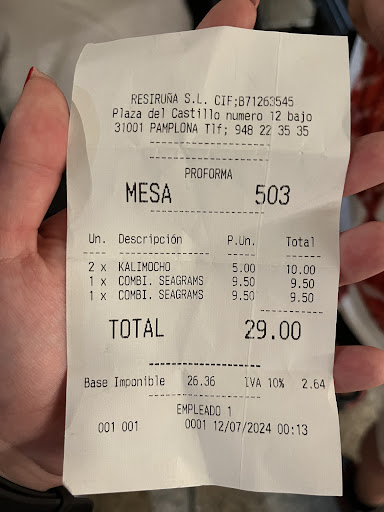 RESIRUÑA S.L. CIF;B71263545
Plaza del Castillo numero 12 bajo
31001 PAMPLONA Tlf; 948 22 35 35
PROFORMA
MESA 503
Un. Descripción P.Un. Total
2 x KALIMOCHO 5.00 10.00
1 x COMBI. SEAGRAMS 9.50 9.50
1 x COMBI. SEAGRAMS 9.50 9.50
TOTAL 29.00
Base Imponible 26.36 IVA 10% 2.64
EMPLEADO 1
001 001 0001 12/07/2024 00:13